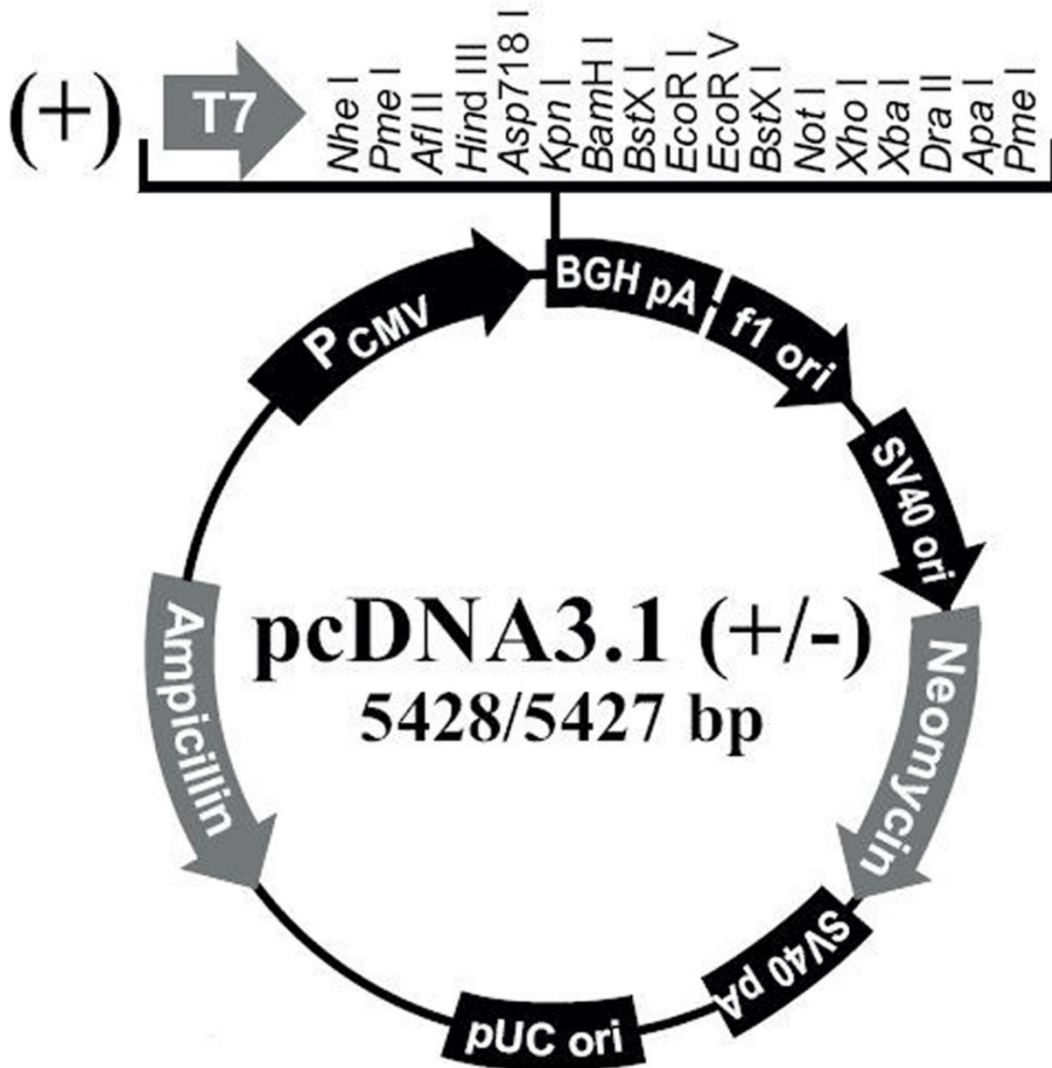 (+)
T7
Nhe I
Pme I
Afl II
Hind III
Asp718 I
Kpn I
BamH I
BstX I
EcoR I
EcoR V
BstX I
Not I
Xho I
Xba I
Dra II
Apa I
Pme I
P CMV
BGH pA
f1 ori
SV40 ori
Neomycin
SV40 pA
pUC ori
Ampicillin
pcDNA3.1 (+/-)
5428/5427 bp